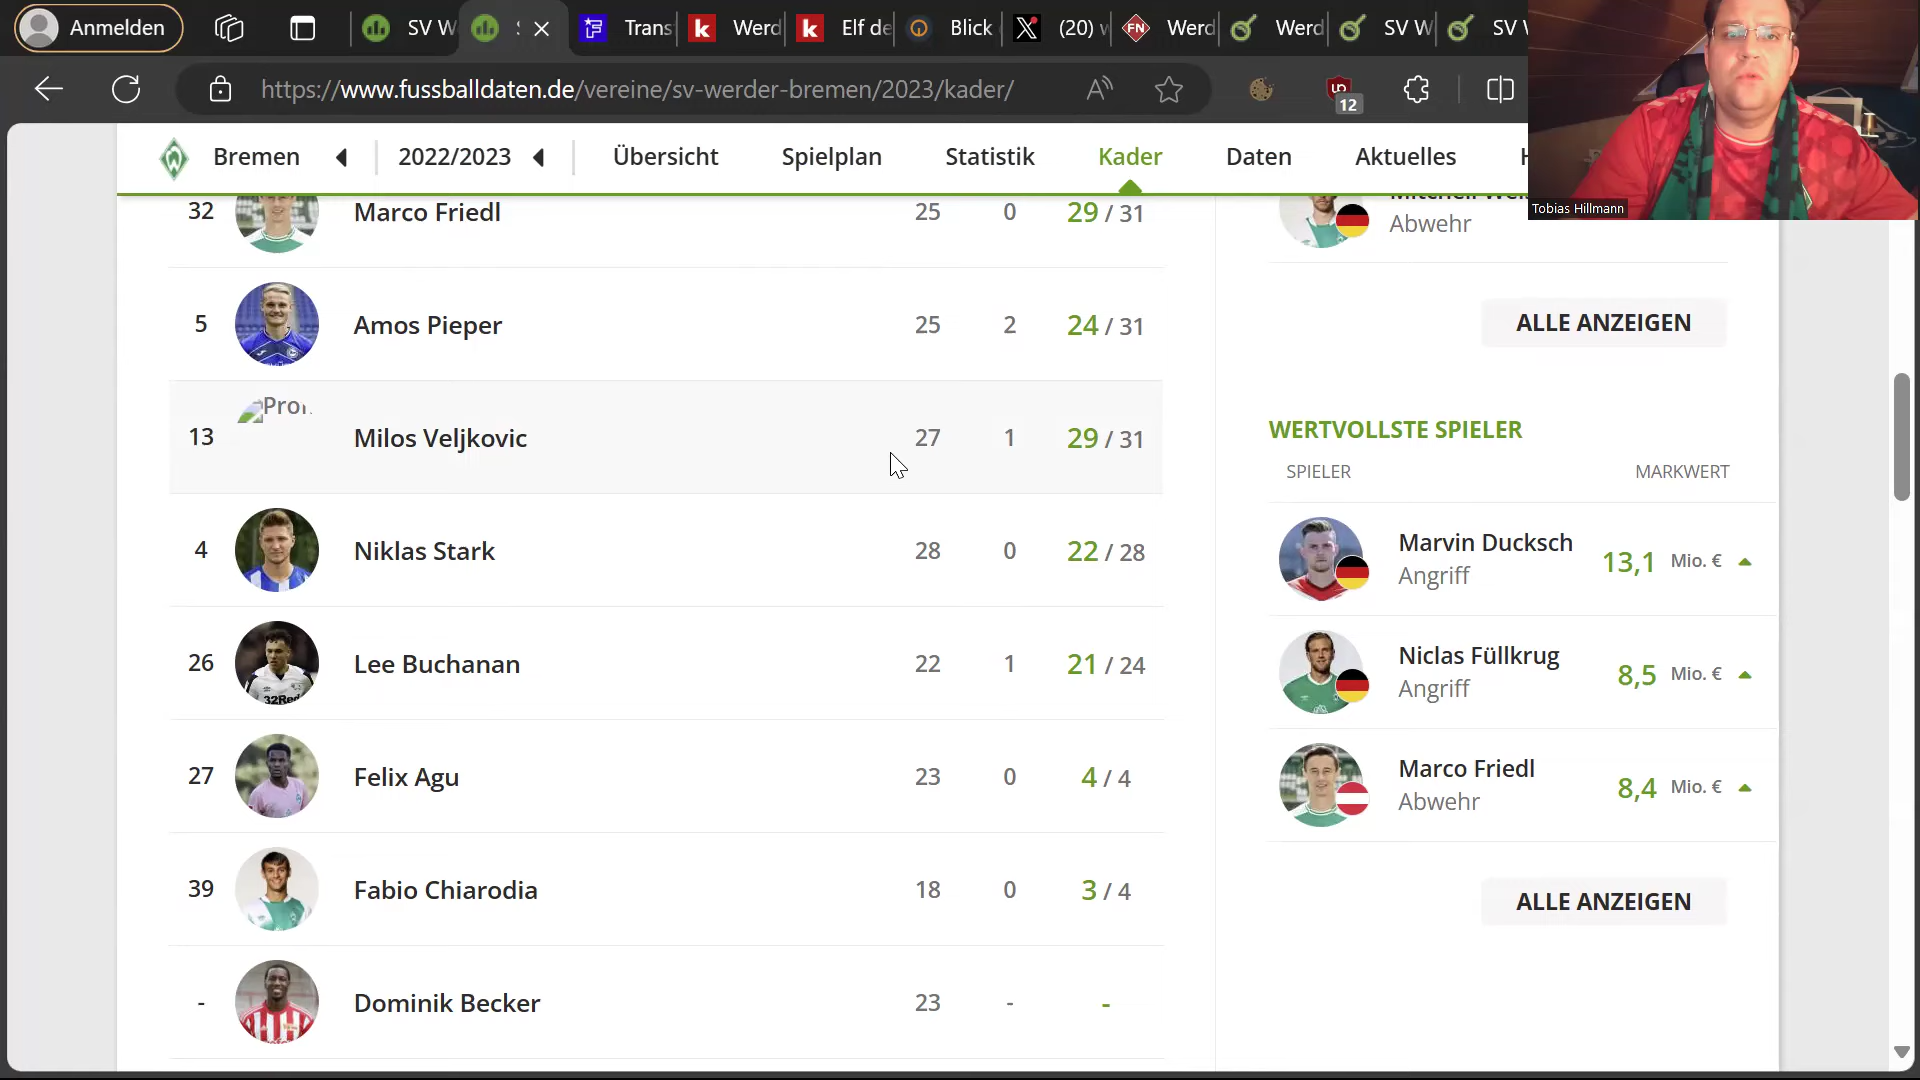 Anmelden
SV W
Trans
Werd
Elf de
Blick
(20) w
Werd
Werd
SV W
SV W
https://www.fussballdaten.de/vereine/sv-werder-bremen/2023/kader/
12
Bremen 2022/2023 Übersicht Spielplan Statistik Kader Daten Aktuelles H
Tobias Hillmann
32 Marco Friedl 25 0 29 / 31
5 Amos Pieper 25 2 24 / 31
13 Prof Milos Veljkovic 27 1 29 / 31
4 Niklas Stark 28 0 22 / 28
32Red
26 Lee Buchanan 22 1 21 / 24
27 Felix Agu 23 0 4 / 4
39 Fabio Chiarodia 18 0 3 / 4
- Dominik Becker 23 - -
Abwehr
ALLE ANZEIGEN
WERTVOLLSTE SPIELER
SPIELER MARKWERT
Marvin Ducksch
Angriff
13,1 Mio. €
Niclas Füllkrug
Angriff
8,5 Mio. €
Marco Friedl
Abwehr
8,4 Mio. €
ALLE ANZEIGEN